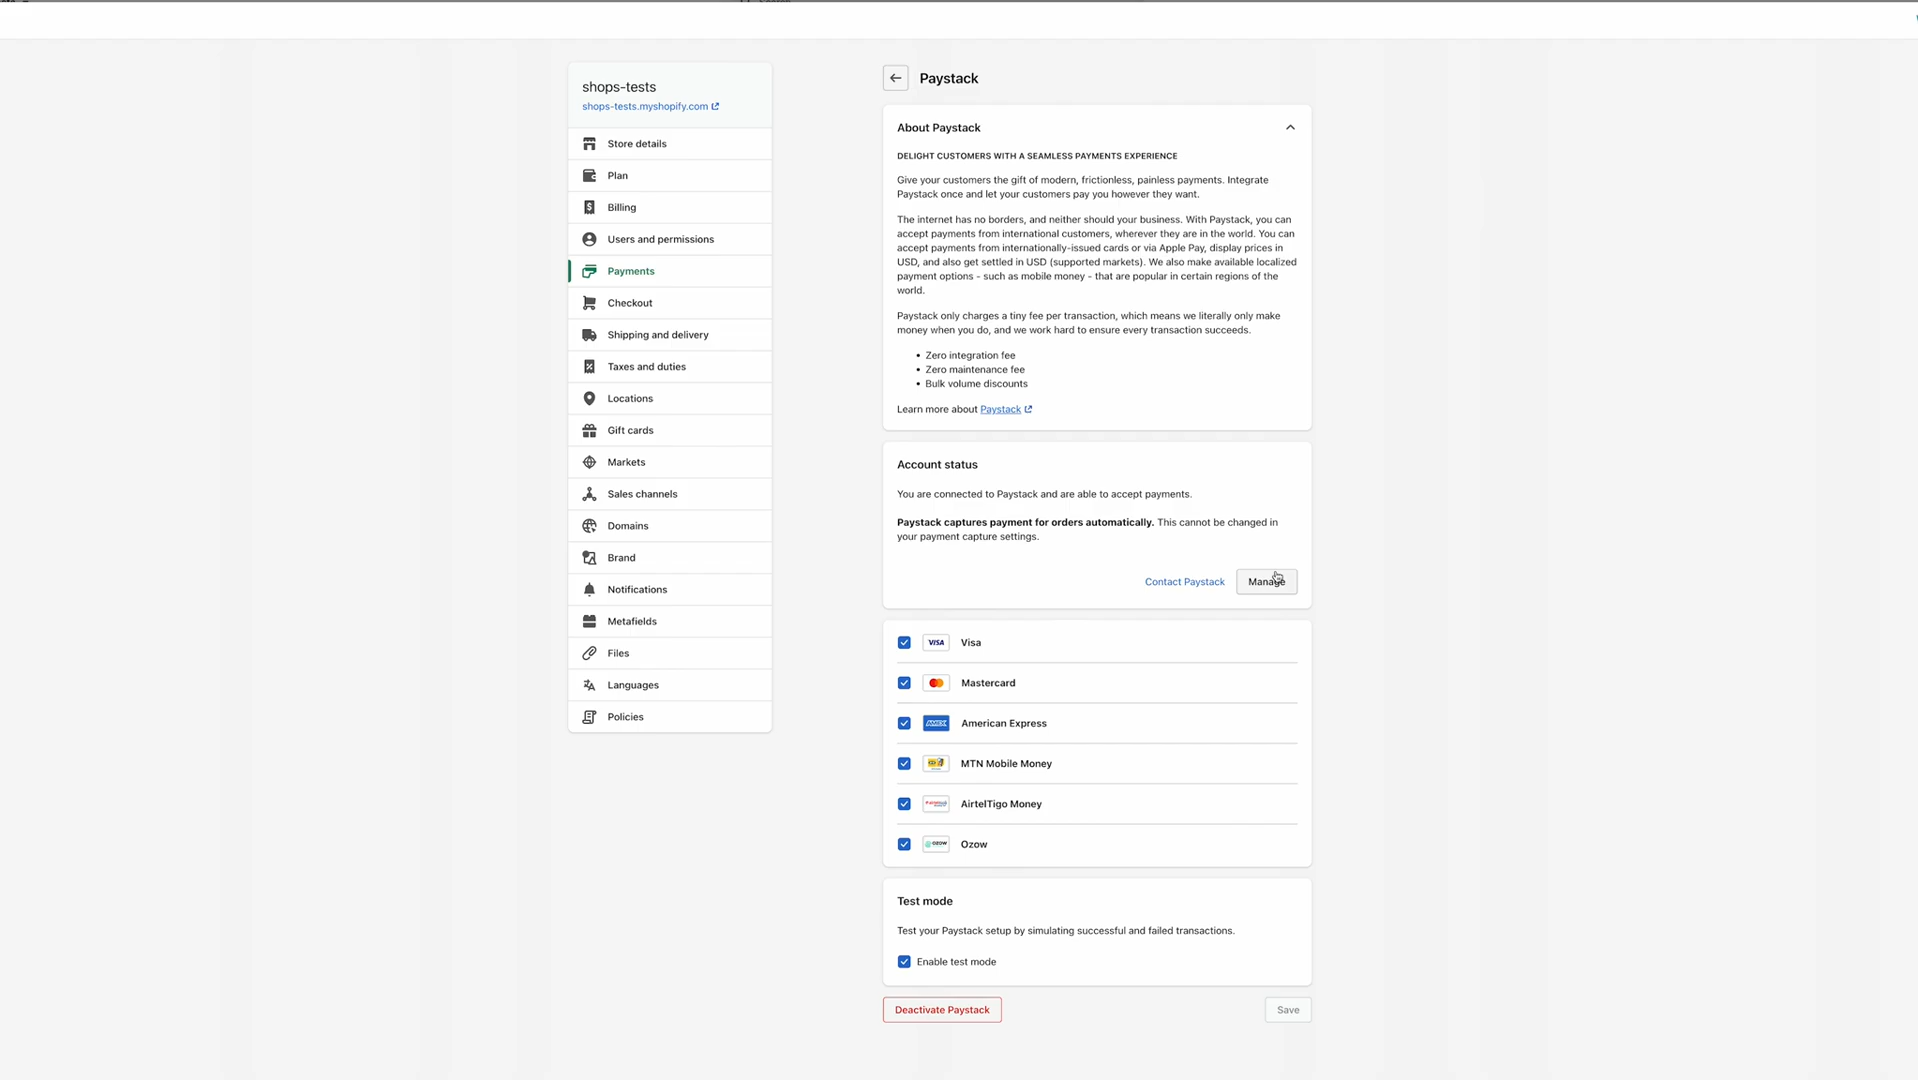 shops-tests
shops-tests.myshopify.com
Store details
Plan
Billing
Users and permissions
Payments
Checkout
Shipping and delivery
Taxes and duties
Locations
Gift cards
Markets
Sales channels
Domains
Brand
Notifications
Metafields
Files
Languages
Policies
Paystack
About Paystack
DELIGHT CUSTOMERS WITH A SEAMLESS PAYMENTS EXPERIENCE
Give your customers the gift of modern, frictionless, painless payments. Integrate
Paystack once and let your customers pay you however they want.
The internet has no borders, and neither should your business. With Paystack, you can
accept payments from international customers, wherever they are in the world. You can
accept payments from internationally-issued cards or via Apple Pay, display prices in
USD, and also get settled in USD (supported markets). We also make available localized
payment options - such as mobile money - that are popular in certain regions of the
world.
Paystack only charges a tiny fee per transaction, which means we literally only make
money when you do, and we work hard to ensure every transaction succeeds.
• Zero integration fee
• Zero maintenance fee
• Bulk volume discounts
Learn more about Paystack
Account status
You are connected to Paystack and are able to accept payments.
Paystack captures payment for orders automatically. This cannot be changed in
your payment capture settings.
Contact Paystack Manage
VISA Visa
Mastercard
AMEX American Express
MTN Mobile Money
AirtelTigo Money
OZOW Ozow
Test mode
Test your Paystack setup by simulating successful and failed transactions.
Enable test mode
Deactivate Paystack Save